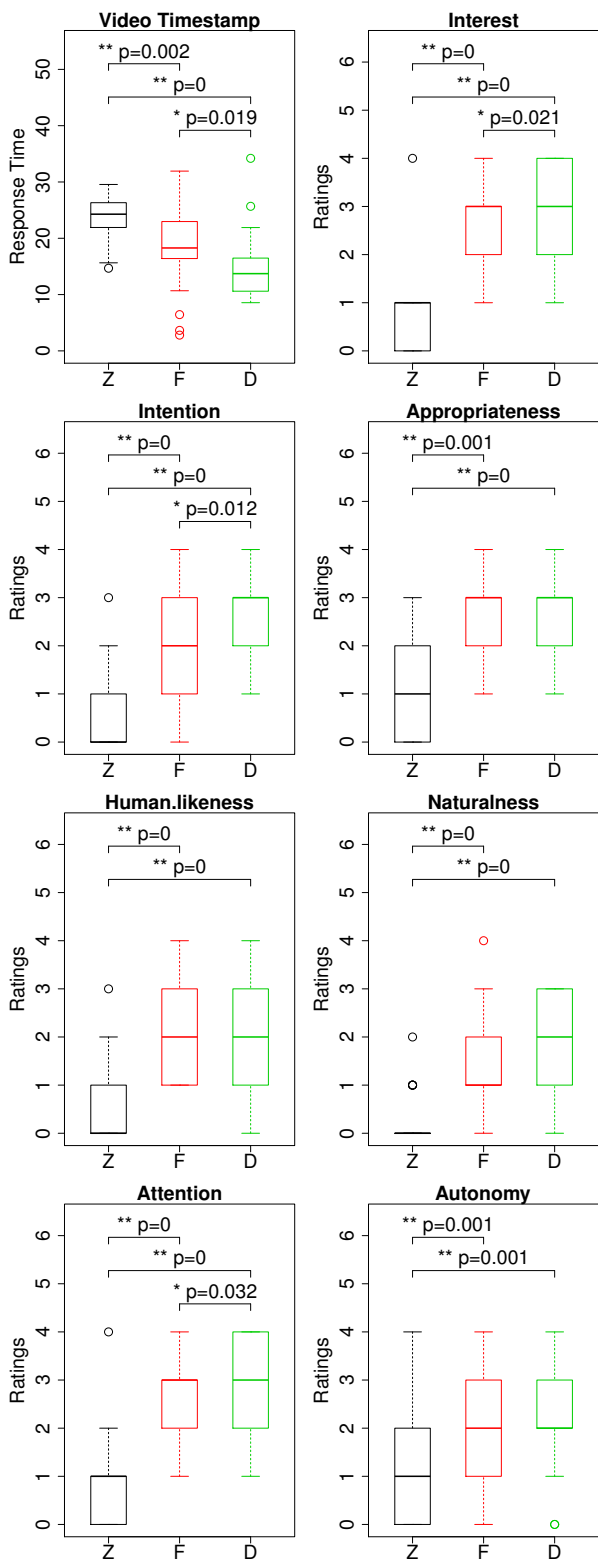 Video Timestamp
** p=0.002
** p=0
* p=0.019
Response Time
50
40
30
20
10
0
Z F D
Interest
** p=0
** p=0
* p=0.021
Ratings
6
5
4
3
2
1
0
Z F D
Intention
** p=0
** p=0
* p=0.012
Ratings
6
5
4
3
2
1
0
Z F D
Appropriateness
** p=0.001
** p=0
Ratings
6
5
4
3
2
1
0
Z F D
Human.likeness
** p=0
** p=0
Ratings
6
5
4
3
2
1
0
Z F D
Naturalness
** p=0
** p=0
Ratings
6
5
4
3
2
1
0
Z F D
Attention
** p=0
** p=0
* p=0.032
Ratings
6
5
4
3
2
1
0
Z F D
Autonomy
** p=0.001
** p=0.001
Ratings
6
5
4
3
2
1
0
Z F D